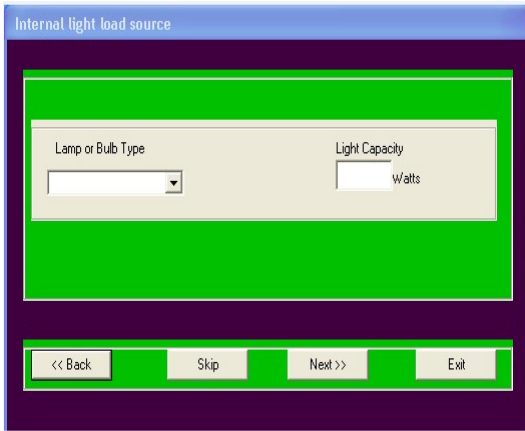 Internal light load source
Lamp or Bulb Type
Light Capacity
Watts
<< Back
Skip
Next >>
Exit